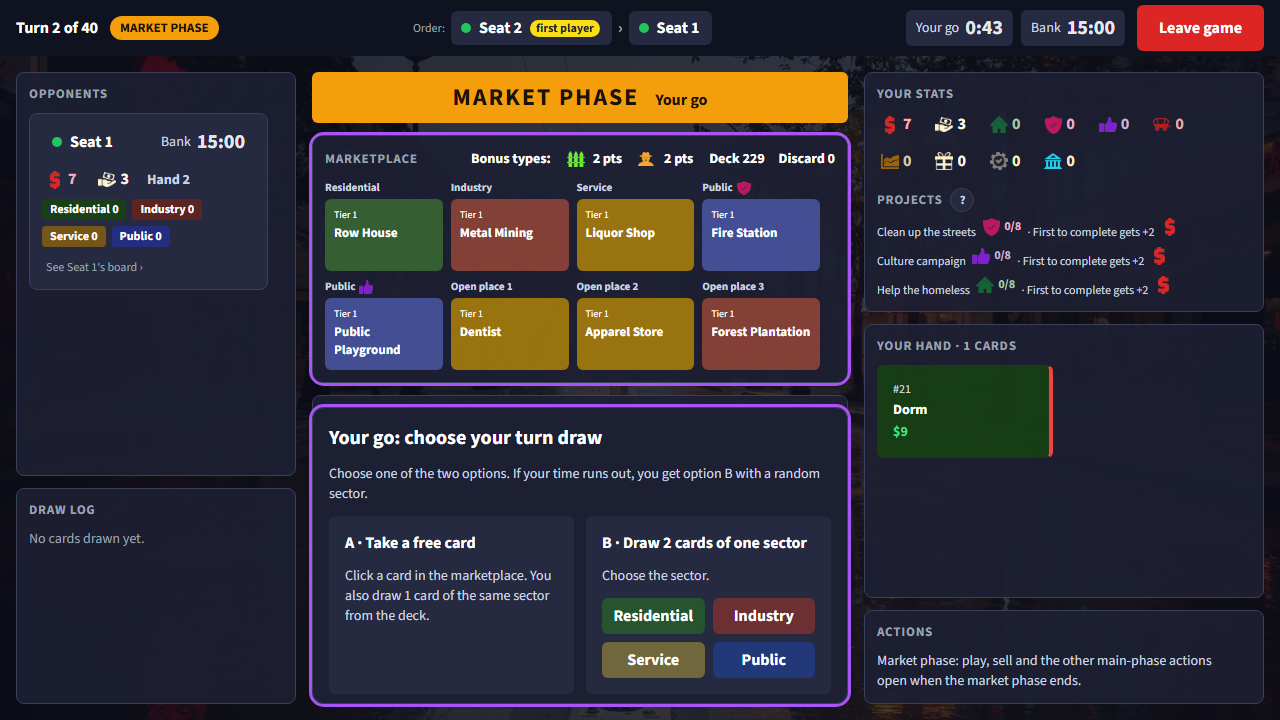 Turn 2 of 40 MARKET PHASE Order: Seat 2 first player › Seat 1 Your go 0:43 Bank 15:00 Leave game
OPPONENTS
Seat 1 Bank 15:00
7 3 Hand 2
Residential 0 Industry 0
Service 0 Public 0
See Seat 1's board ›
DRAW LOG
No cards drawn yet.
MARKET PHASE Your go
MARKETPLACE Bonus types: 2 pts 2 pts Deck 229 Discard 0
Residential Industry Service Public
Tier 1 Tier 1 Tier 1 Tier 1
Row House Metal Mining Liquor Shop Fire Station
Public Open place 1 Open place 2 Open place 3
Tier 1 Tier 1 Tier 1 Tier 1
Public Dentist Apparel Store Forest Plantation
Playground
Your go: choose your turn draw
Choose one of the two options. If your time runs out, you get option B with a random
sector.
A · Take a free card
Click a card in the marketplace. You
also draw 1 card of the same sector
from the deck.
B · Draw 2 cards of one sector
Choose the sector.
Residential Industry
Service Public
YOUR STATS
7 3 0 0 0 0
0 0 0 0
PROJECTS ?
Clean up the streets 0/8 · First to complete gets +2
Culture campaign 0/8 · First to complete gets +2
Help the homeless 0/8 · First to complete gets +2
YOUR HAND · 1 CARDS
#21
Dorm
$9
ACTIONS
Market phase: play, sell and the other main-phase actions
open when the market phase ends.